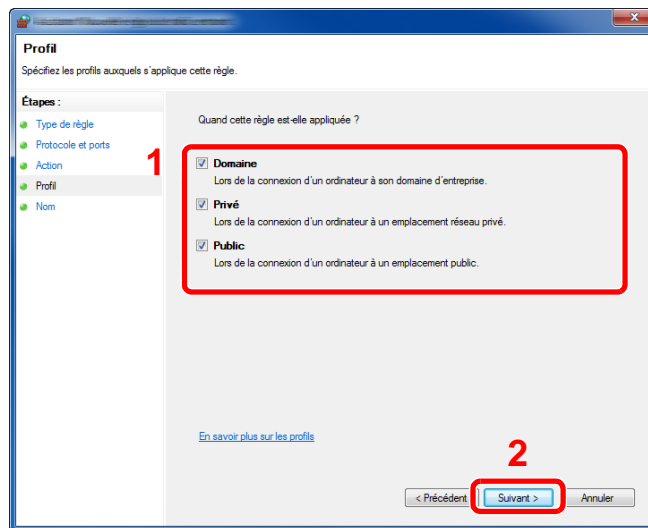 Profil
Spécifiez les profils auxquels s'applique cette règle.
Étapes :
Type de règle
Protocole et ports
Action
Profil
Nom
Quand cette règle est-elle appliquée ?
1
Domaine
Lors de la connexion d'un ordinateur à son domaine d'entreprise.
Privé
Lors de la connexion d'un ordinateur à un emplacement réseau privé.
Public
Lors de la connexion d'un ordinateur à un emplacement public.
En savoir plus sur les profils
2
< Précédent
Suivant >
Annuler